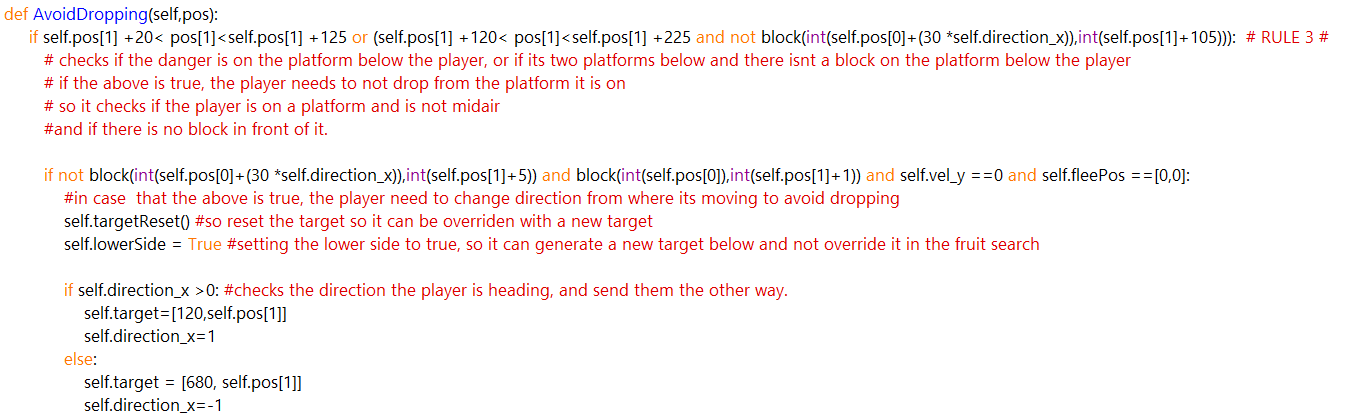 def AvoidDropping(self,pos):
if self.pos[1] +20< pos[1]<self.pos[1] +125 or (self.pos[1] +120< pos[1]<self.pos[1] +225 and not block(int(self.pos[0]+(30 *self.direction_x)),int(self.pos[1]+105))):  # RULE 3 #
# checks if the danger is on the platform below the player, or if its two platforms below and there isnt a block on the platform below the player
# if the above is true, the player needs to not drop from the platform it is on
# so it checks if the player is on a platform and is not midair
#and if there is no block in front of it.
if not block(int(self.pos[0]+(30 *self.direction_x)),int(self.pos[1]+5)) and block(int(self.pos[0]),int(self.pos[1]+1)) and self.vel_y ==0 and self.fleePos ==[0,0]:
#in case  that the above is true, the player need to change direction from where its moving to avoid dropping
self.targetReset() #so reset the target so it can be overriden with a new target
self.lowerSide = True #setting the lower side to true, so it can generate a new target below and not override it in the fruit search
if self.direction_x >0: #checks the direction the player is heading, and send them the other way.
self.target=[120,self.pos[1]]
self.direction_x=1
else:
self.target = [680, self.pos[1]]
self.direction_x=-1